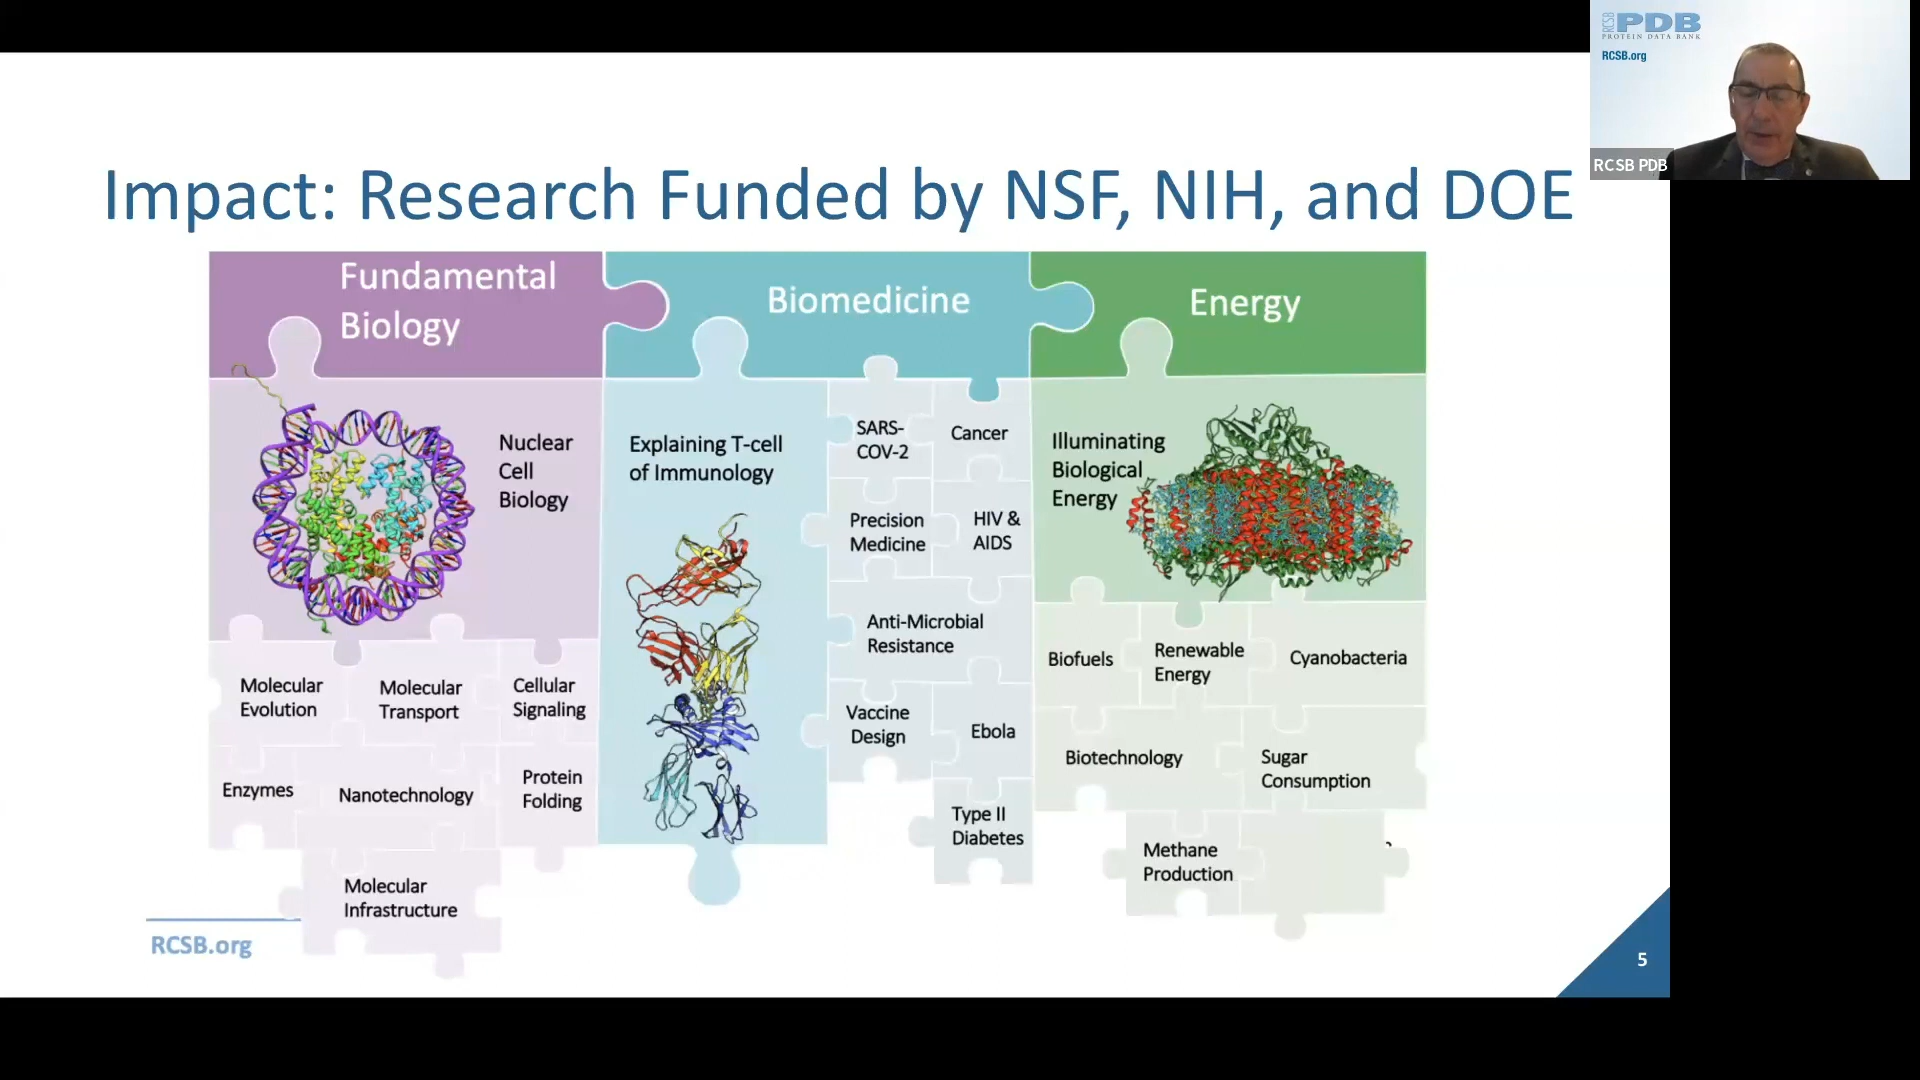 RCSB PDB
PROTEIN DATA BANK
RCSB.org
RCSB PDB
Impact: Research Funded by NSF, NIH, and DOE
Fundamental
Biology
Biomedicine
Energy
Nuclear
Cell
Biology
Molecular
Evolution
Molecular
Transport
Cellular
Signaling
Enzymes
Nanotechnology
Protein
Folding
Molecular
Infrastructure
Explaining T-cell
of Immunology
SARS-
COV-2
Cancer
Precision
Medicine
HIV &
AIDS
Anti-Microbial
Resistance
Vaccine
Design
Ebola
Type II
Diabetes
Illuminating
Biological
Energy
Biofuels
Renewable
Energy
Cyanobacteria
Biotechnology
Sugar
Consumption
Methane
Production
RCSB.org
5